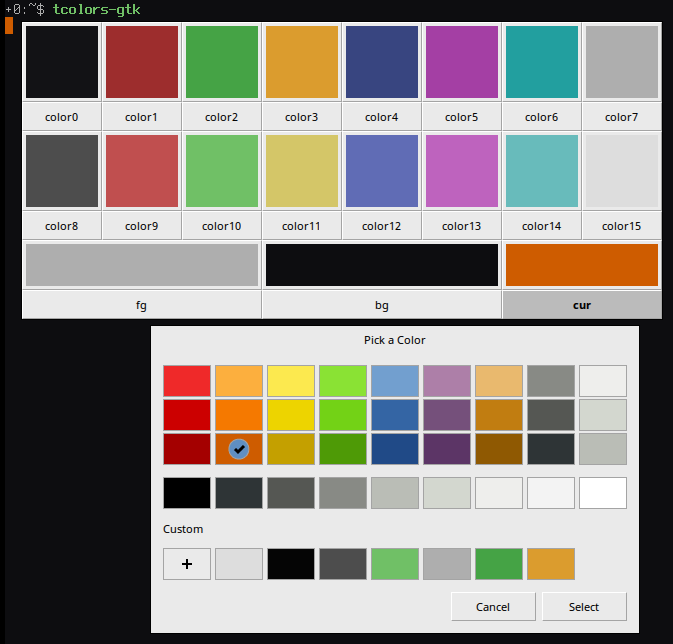 +0:~$ tcolors-gtk
color0 color1 color2 color3 color4 color5 color6 color7
color8 color9 color10 color11 color12 color13 color14 color15
fg bg cur
Pick a Color
Custom
+
Cancel Select